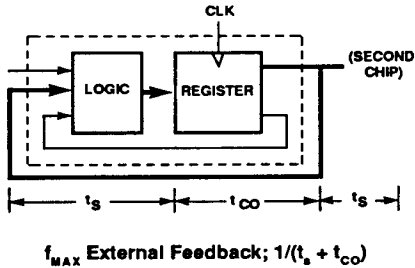 CLK
(SECOND
CHIP)
LOGIC
REGISTER
tS
tCO
tS
fMAX External Feedback; 1/(ts + tCO)